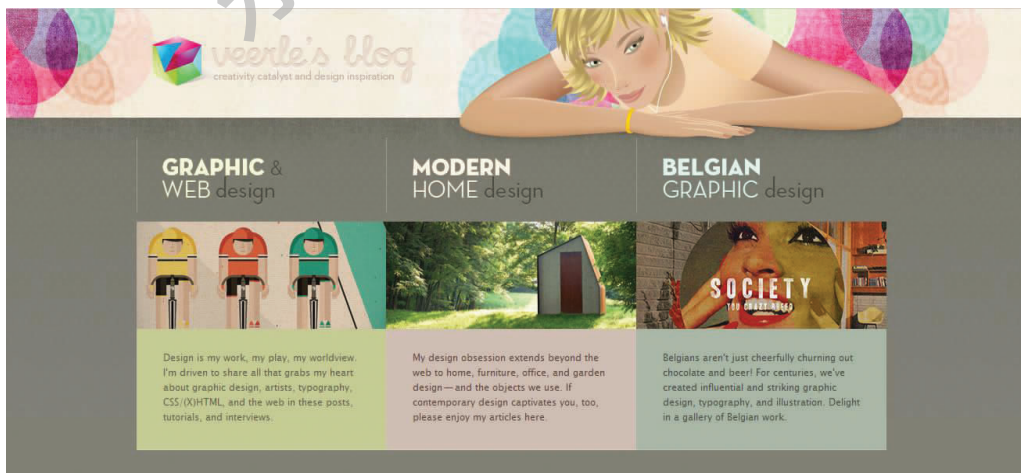 veerle's blog
creativity catalyst and design inspiration
GRAPHIC &
WEB design
MODERN
HOME design
BELGIAN
GRAPHIC design
SOCIETY
YOU CRAZY BREED
Design is my work, my play, my worldview.
I'm driven to share all that grabs my heart
about graphic design, artists, typography,
CSS/(X)HTML, and the web in these posts,
tutorials, and interviews.
My design obsession extends beyond the
web to home, furniture, office, and garden
design—and the objects we use. If
contemporary design captivates you, too,
please enjoy my articles here.
Belgians aren't just cheerfully churning out
chocolate and beer! For centuries, we've
created influential and striking graphic
design, typography, and illustration. Delight
in a gallery of Belgian work.